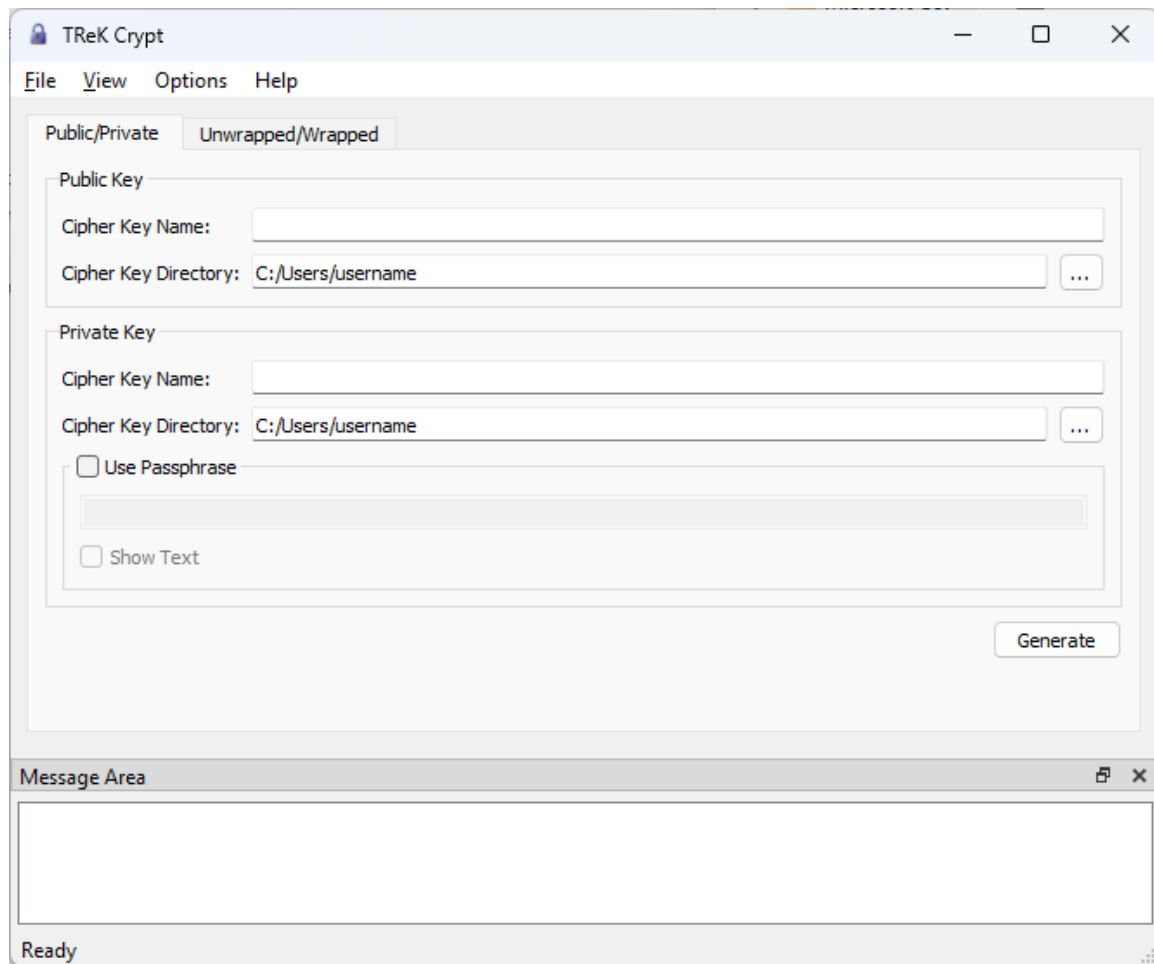 TReK Crypt
File View Options Help
Public/Private Unwrapped/Wrapped
Public Key
Cipher Key Name:
Cipher Key Directory: C:/Users/username ...
Private Key
Cipher Key Name:
Cipher Key Directory: C:/Users/username ...
Use Passphrase
Show Text
Generate
Message Area
Ready